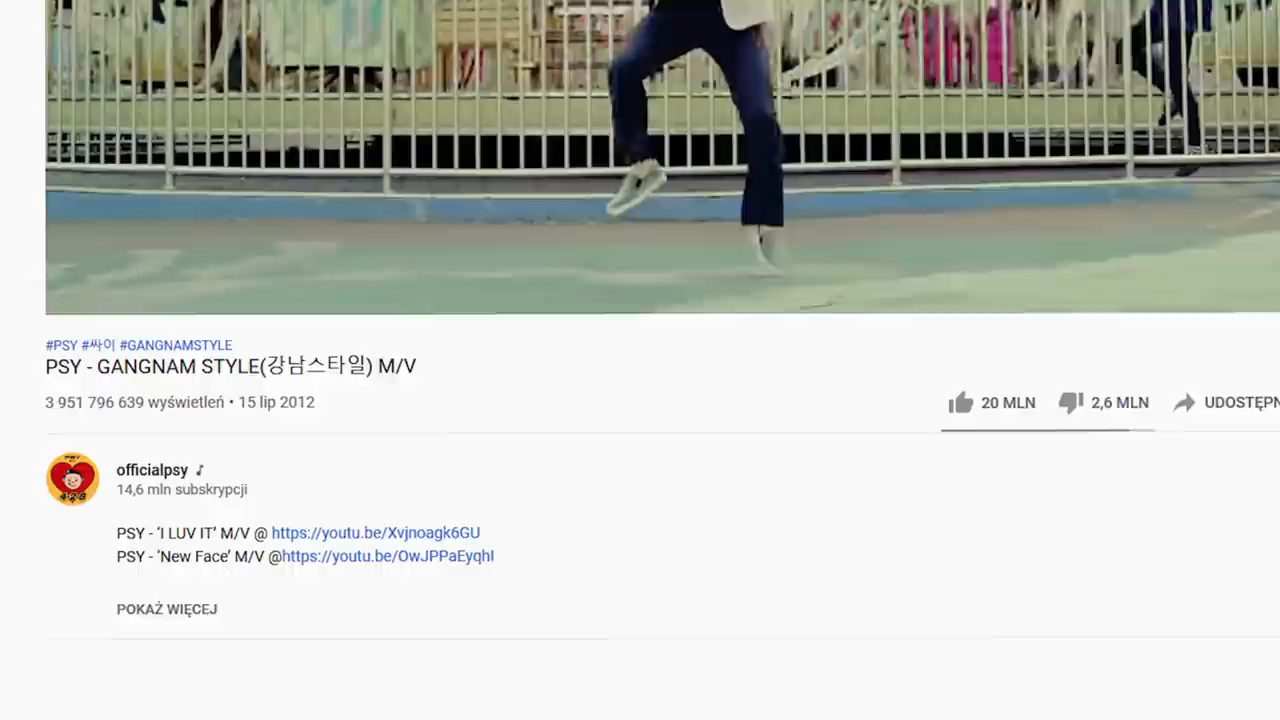 #PSY #싸이 #GANGNAMSTYLE
PSY - GANGNAM STYLE(강남스타일) M/V
3 951 796 639 wyświetleń • 15 lip 2012
20 MLN 2,6 MLN UDOSTĘPN
officialpsy
14,6 mln subskrypcji
PSY - ‘I LUV IT’ M/V @ https://youtu.be/Xvjnoagk6GU
PSY - ‘New Face’ M/V @https://youtu.be/OwJPPaEyqhI
POKAŻ WIĘCEJ